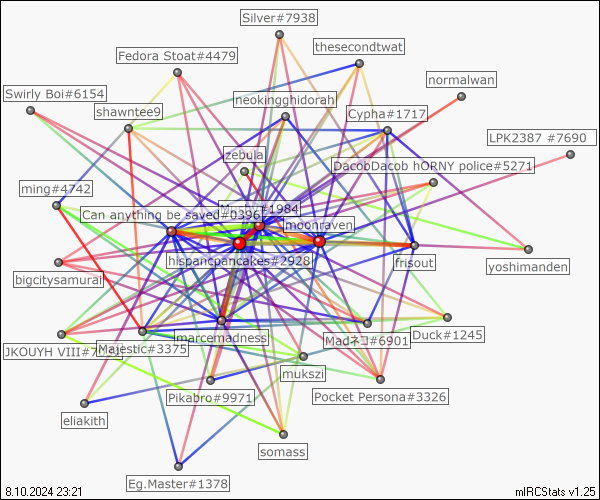 Silver#7938
thesecondtwat
Fedora Stoat#4479
normalwan
Swirly Boi#6154
neokingghidorah
shawntee9
Cypha#1717
LPK2387 #7690
zebula
DacobDacob hORNY police#5271
ming#4742
#1984
Can anything be saved#0396
moonraven
hispancpancakes#2928
frisout
yoshimanden
bigcitysamurai
marcemadness
Duck#1245
JKOUYH VIII#7
Majestic#3375
#6901
mukszi
Pikabro#9971
Pocket Persona#3326
eliakith
somass
Eg.Master#1378
8.10.2024 23:21
mIRCStats v1.25